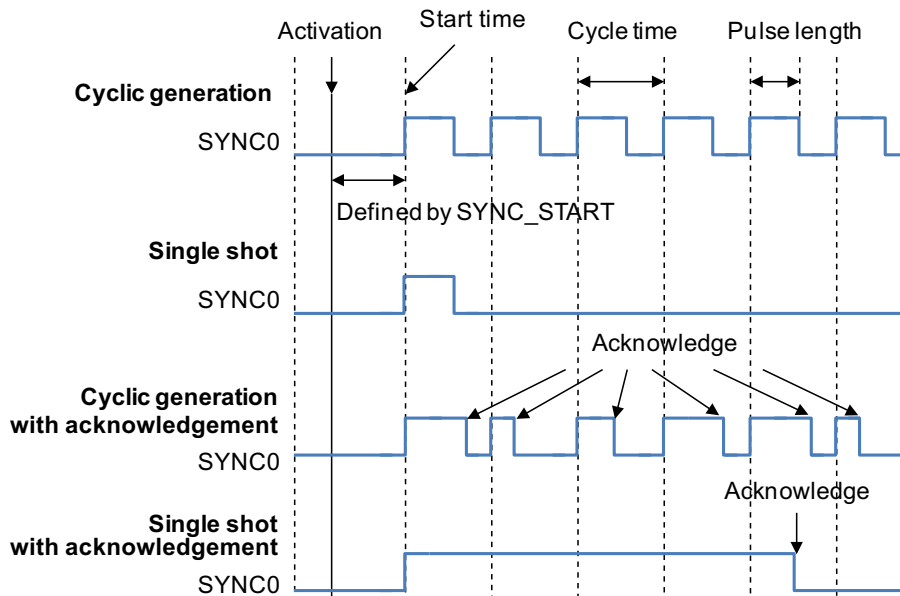 Activation
Start time
Cycle time
Pulse length
Cyclic generation
SYNC0
Defined by SYNC_START
Single shot
SYNC0
Acknowledge
Cyclic generation
with acknowledgement
SYNC0
Acknowledge
Single shot
with acknowledgement
SYNC0